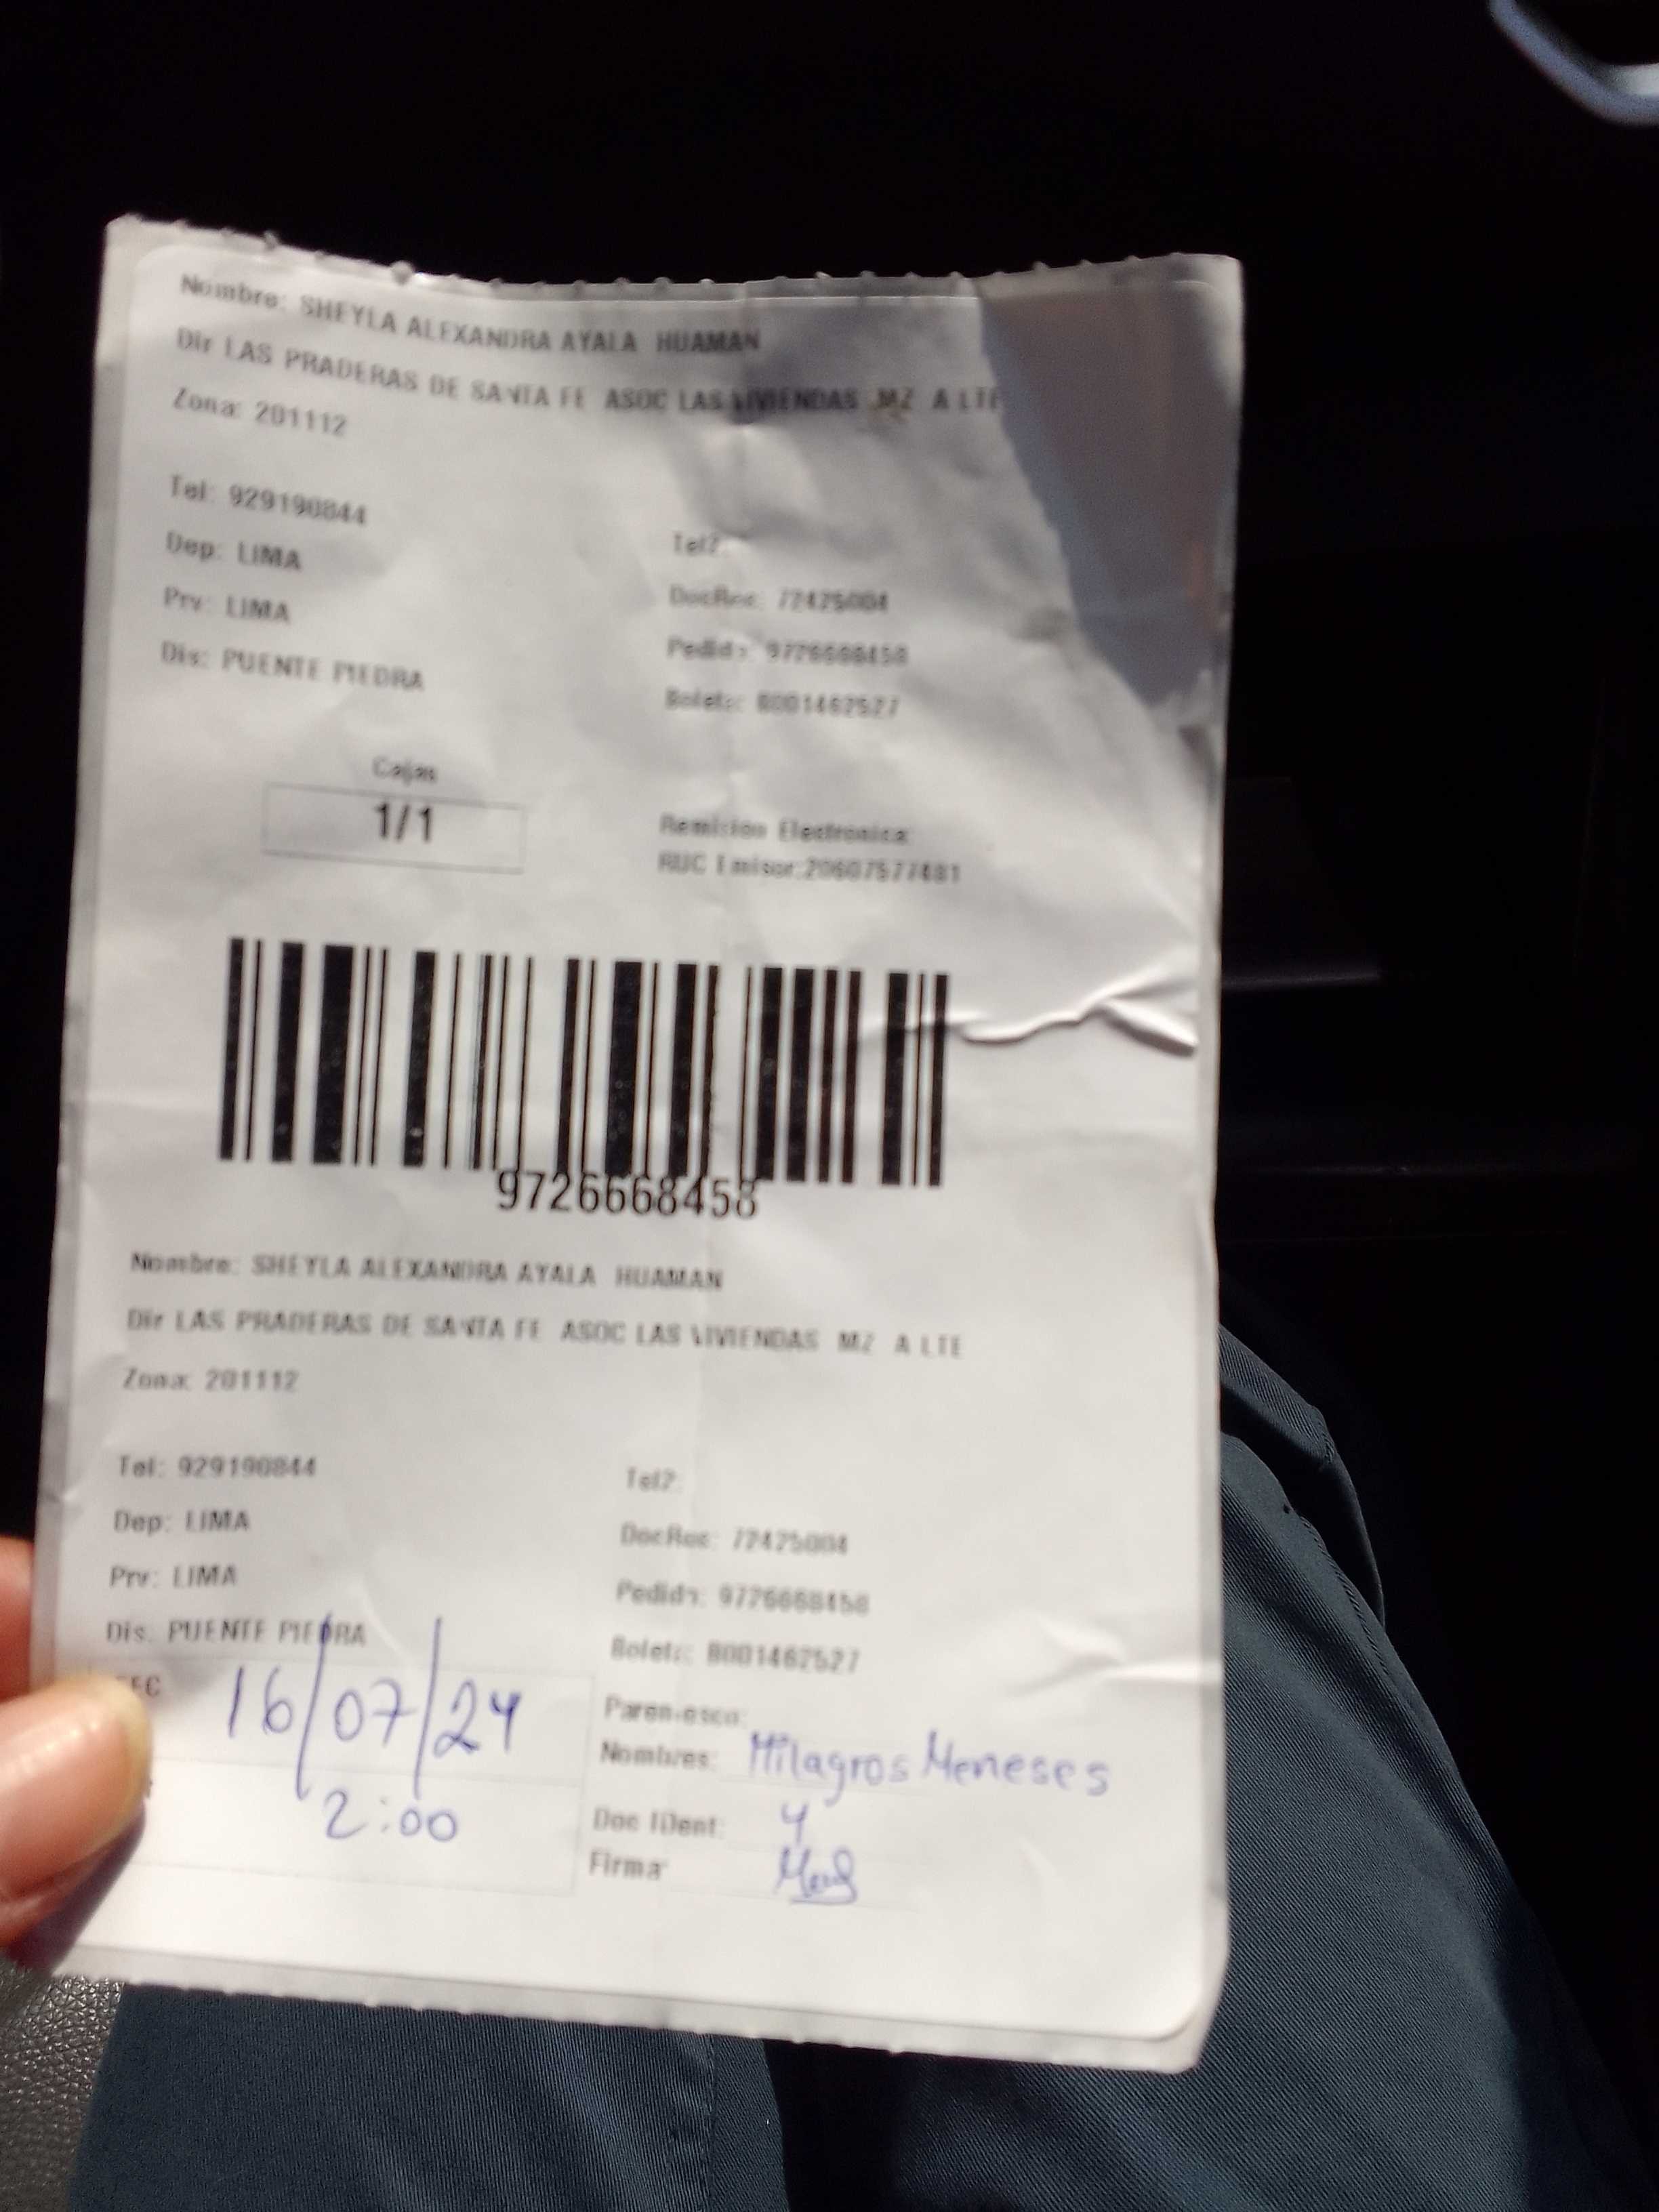 Nombre: SHEYLA ALEXANDRA AYALA HUAMAN
Dir LAS PRADERAS DE SANTA FE ASOC LAS VIVIENDAS MZ A LTE
Zona: 201112
Tel: 929190844
Tel2:
Dep: LIMA
DocRec: 72425004
Prv: LIMA
Pedido: 9726668458
Dis: PUENTE PIEDRA
Boleta: B001462527
Cajas
1/1
Remision Electronica:
RUC Emisor:20607577481
9726668458
Nombre: SHEYLA ALEXANDRA AYALA HUAMAN
Dir LAS PRADERAS DE SANTA FE ASOC LAS VIVIENDAS MZ A LTE
Zona: 201112
Tel: 929190844
Tel2:
Dep: LIMA
DocRec: 72425004
Prv: LIMA
Pedido: 9726668458
Dis. PUENTE PIEDRA
Boleta: B001462527
16/07/24
Parentesco:
Nombres: Milagros Meneses
2:00
Doc IDent: 4
Firma: